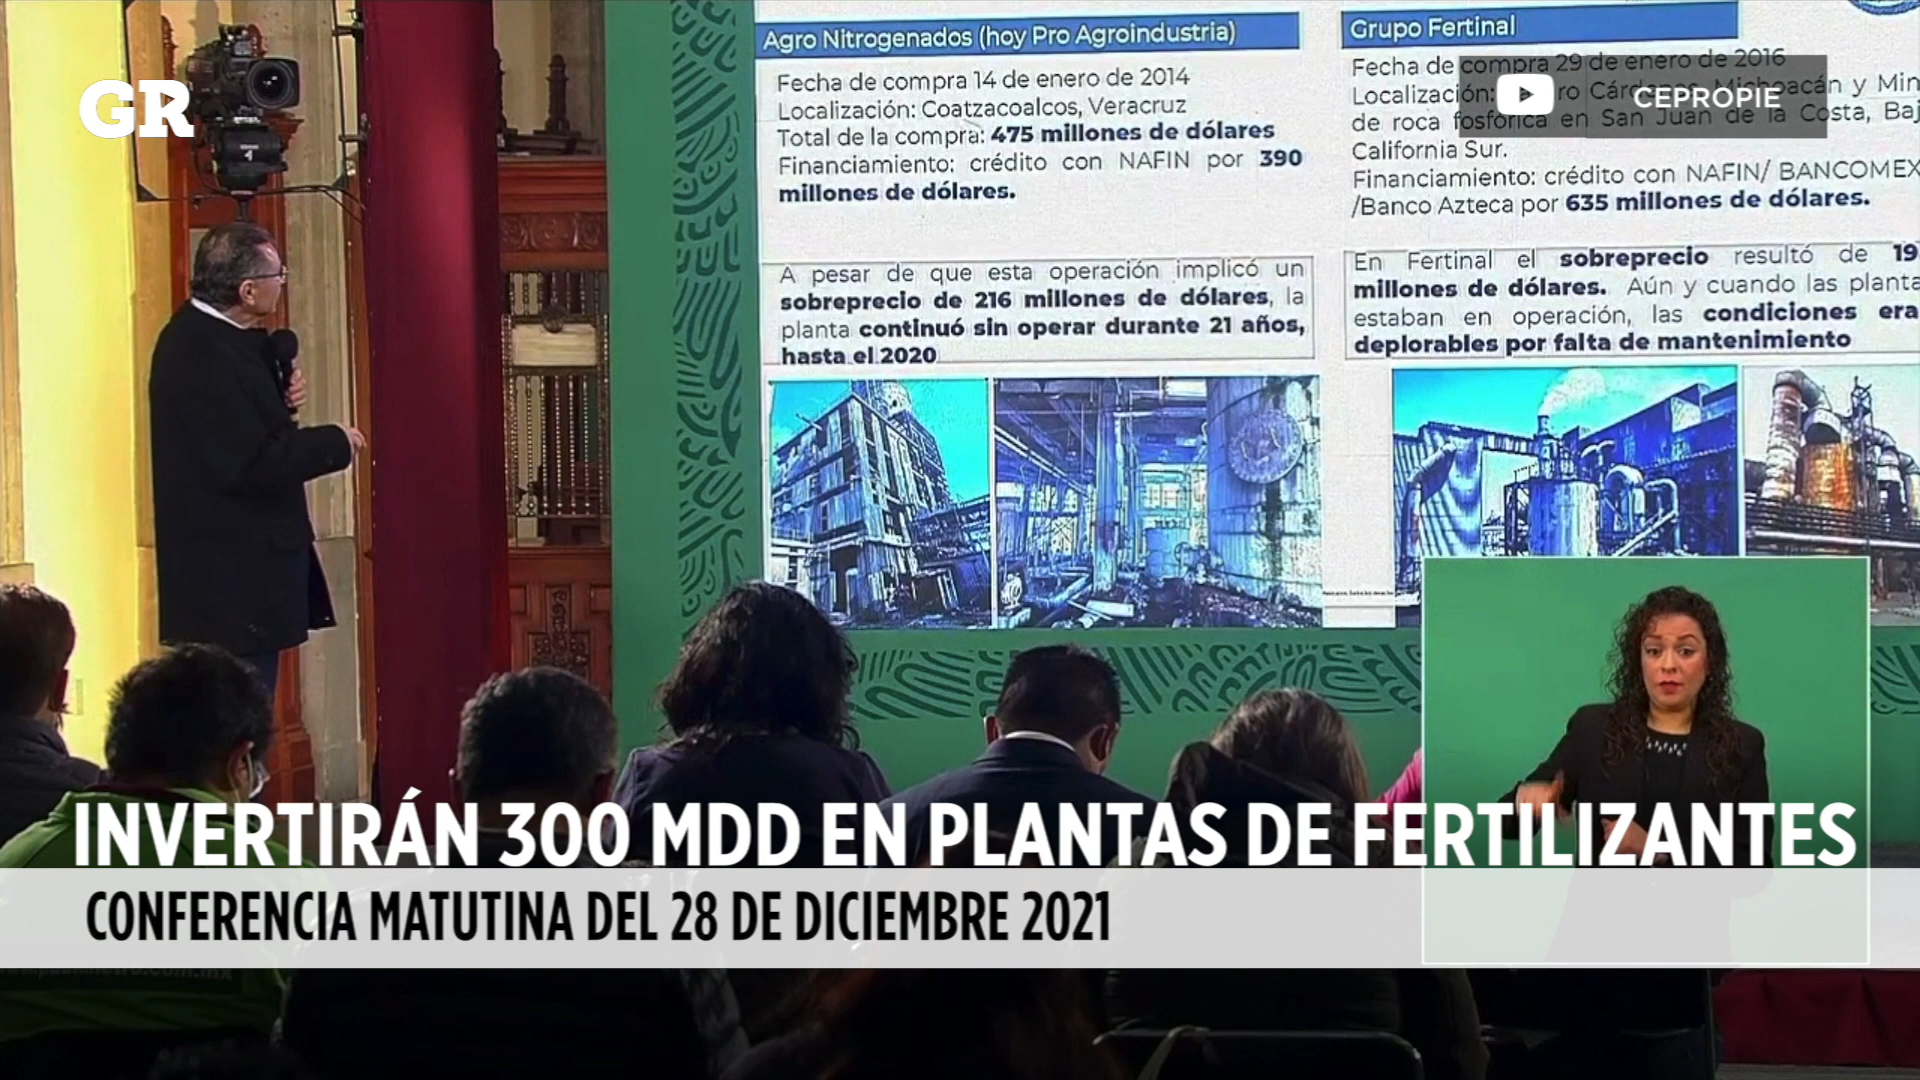 GR
Agro Nitrogenados (hoy Pro Agroindustria)
Fecha de compra 14 de enero de 2014
Localización: Coatzacoalcos, Veracruz
Total de la compra: 475 millones de dólares
Financiamiento: crédito con NAFIN por 390
millones de dólares.
A pesar de que esta operación implicó un
sobreprecio de 216 millones de dólares, la
planta continuó sin operar durante 21 años,
hasta el 2020
Grupo Fertinal
Fecha de compra 29 de enero de 2016
Localización: Michoacán y Min
de roca fosfórica en San Juan de la Costa, Baj
California Sur.
Financiamiento: crédito con NAFIN/ BANCOMEX
/Banco Azteca por 635 millones de dólares.
En Fertinal el sobreprecio resultó de 19
millones de dólares. Aún y cuando las planta
estaban en operación, las condiciones era
deplorables por falta de mantenimiento
CEPROPIE
INVERTIRÁN 300 MDD EN PLANTAS DE FERTILIZANTES
CONFERENCIA MATUTINA DEL 28 DE DICIEMBRE 2021